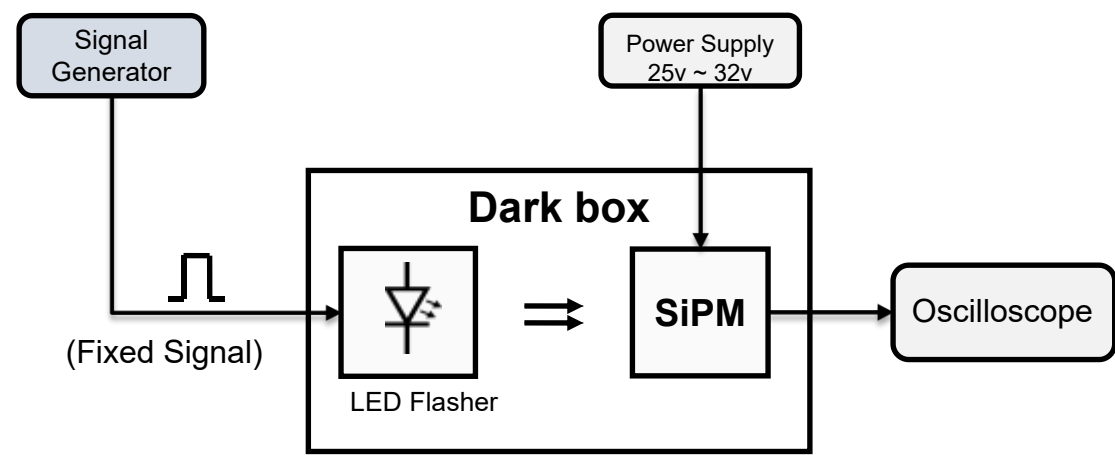 Signal
Generator
Power Supply
25v ~ 32v
Dark box
SiPM
Oscilloscope
(Fixed Signal)
LED Flasher